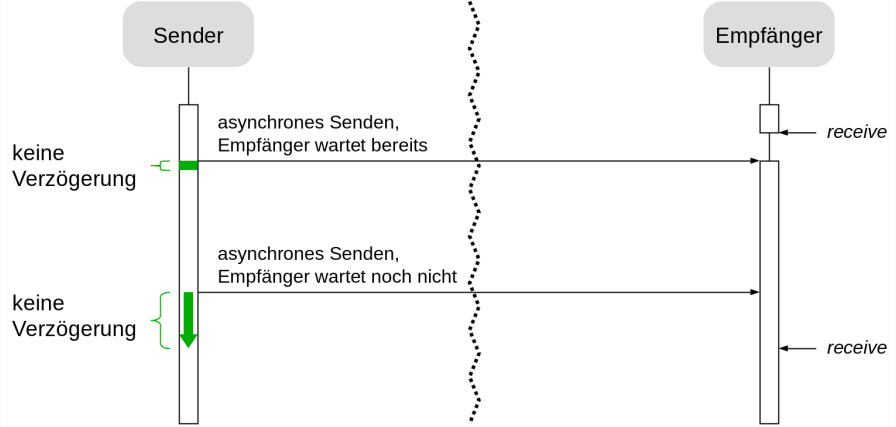 Sender
Empfänger
asynchrones Senden,
Empfänger wartet bereits
receive
keine
Verzögerung
asynchrones Senden,
Empfänger wartet noch nicht
keine
Verzögerung
receive